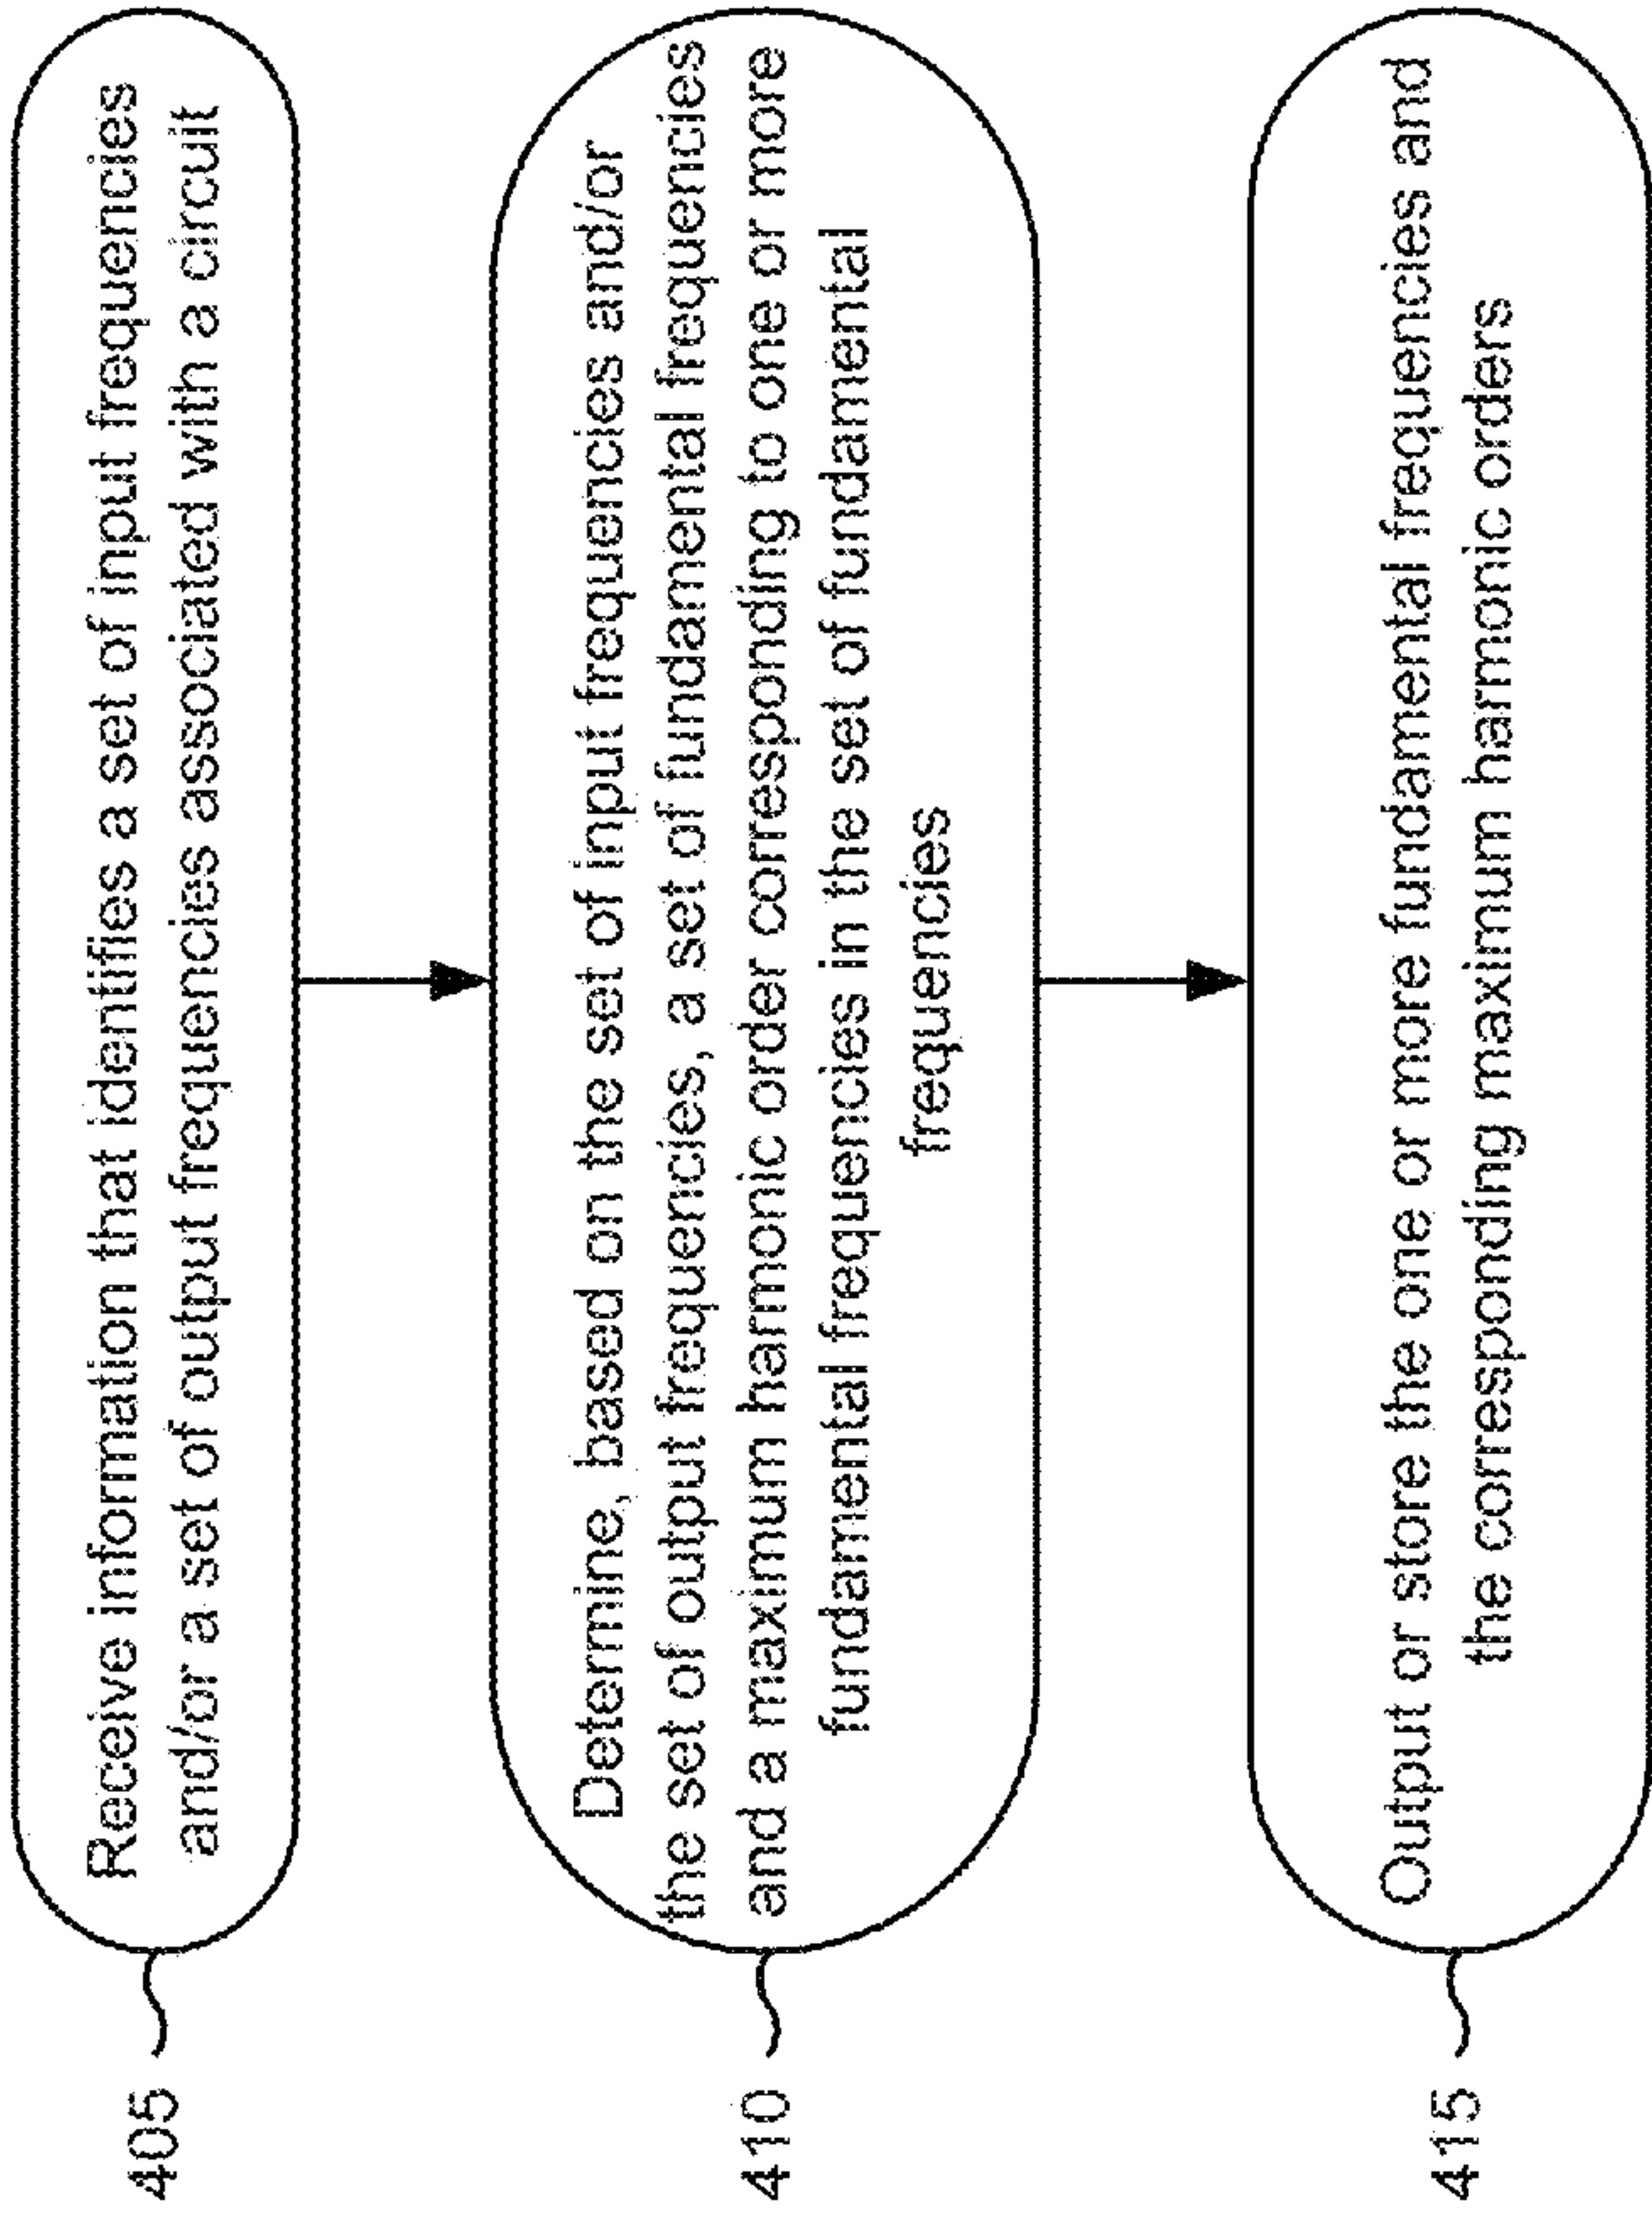 405
Receive information that identifies a set of input frequencies
and/or a set of output frequencies associated with a circuit
410
Determine, based on the set of input frequencies and/or
the set of output frequencies, a set of fundamental frequencies
and a maximum harmonic order corresponding to one or more
fundamental frequencies in the set of fundamental
frequencies
415
Output or store the one or more fundamental frequencies and
the corresponding maximum harmonic orders